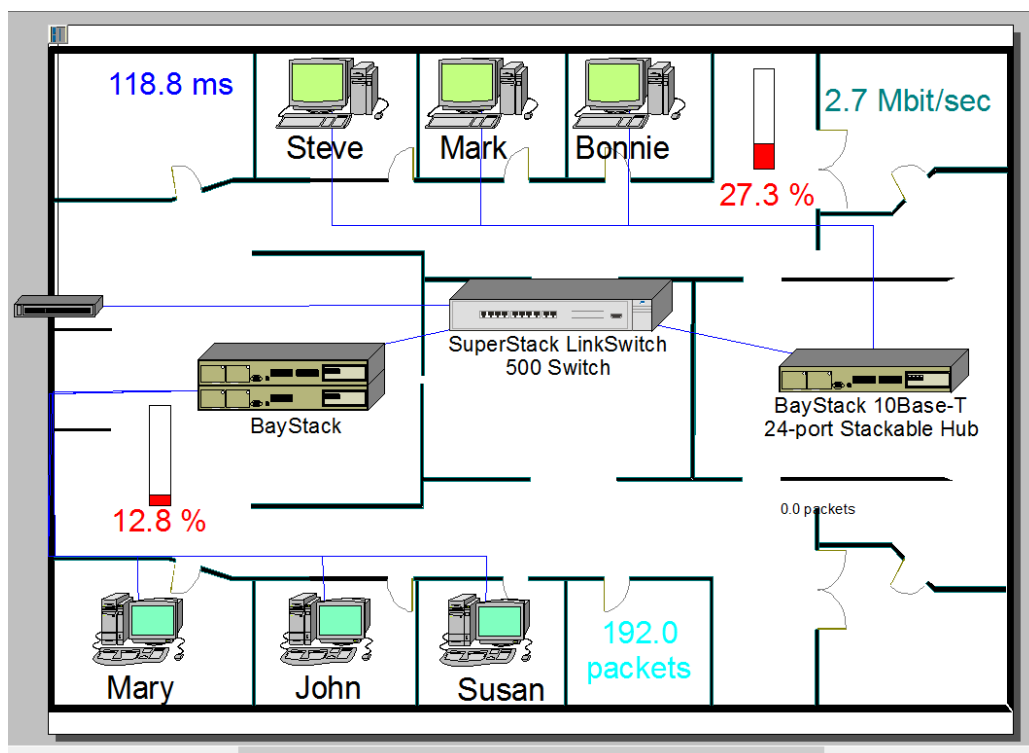 118.8 ms
2.7 Mbit/sec
Steve
Mark
Bonnie
27.3 %
SuperStack LinkSwitch
500 Switch
BayStack 10Base-T
24-port Stackable Hub
BayStack
0.0 packets
12.8 %
192.0
packets
Mary
John
Susan